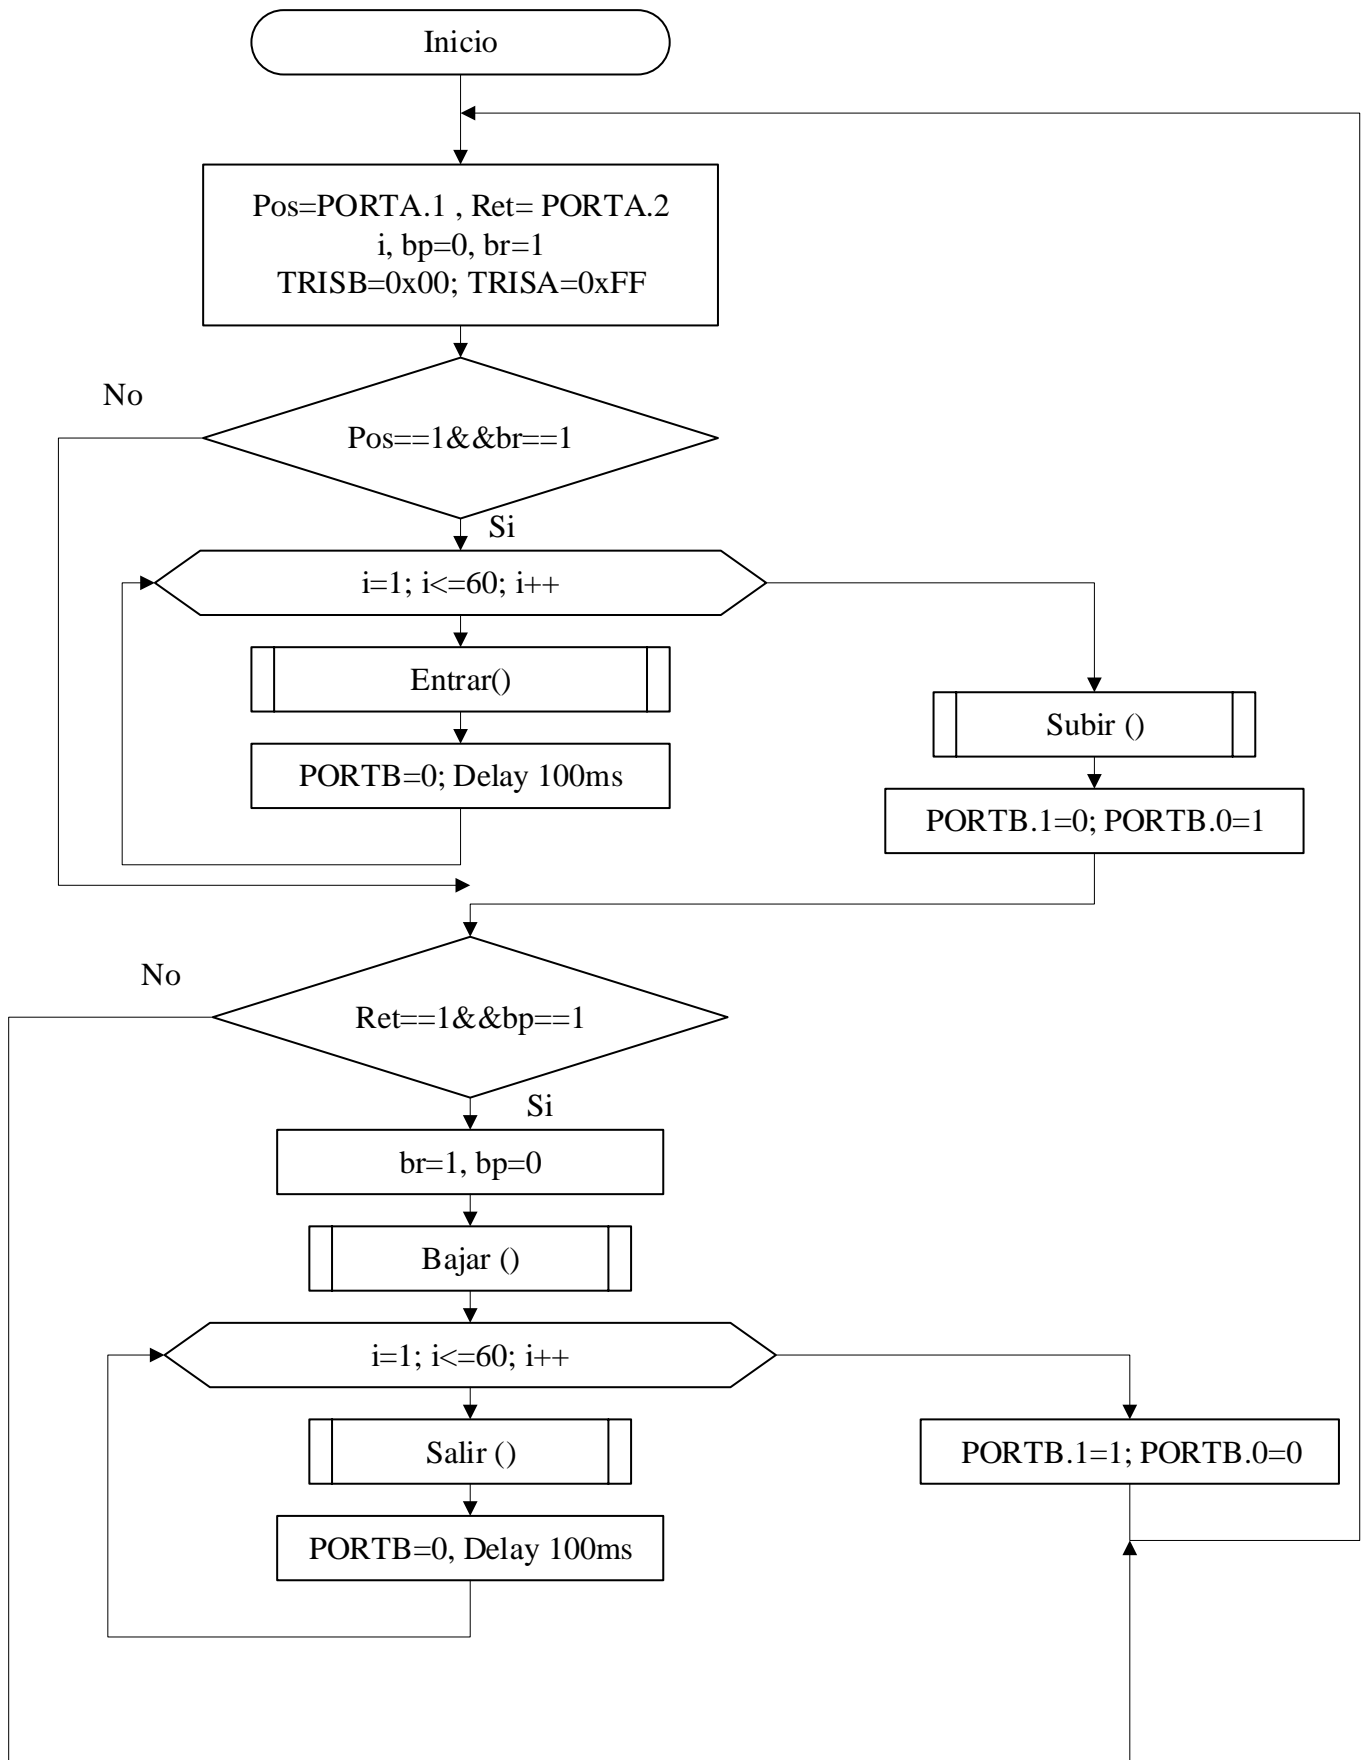 Inicio
Pos=PORTA.1 , Ret= PORTA.2
i, bp=0, br=1
TRISB=0x00; TRISA=0xFF
No
Pos==1&&br==1
Si
i=1; i<=60; i++
Entrar()
Subir ()
PORTB=0; Delay 100ms
PORTB.1=0; PORTB.0=1
No
Ret==1&&bp==1
Si
br=1, bp=0
Bajar ()
i=1; i<=60; i++
Salir ()
PORTB.1=1; PORTB.0=0
PORTB=0, Delay 100ms